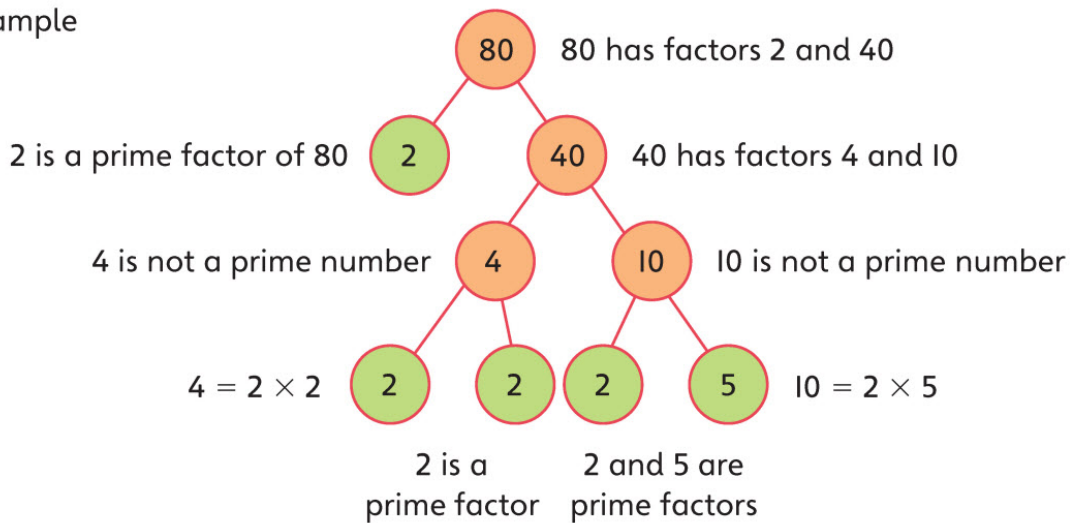 ample
80 80 has factors 2 and 40
2 is a prime factor of 80 2 40 40 has factors 4 and 10
4 is not a prime number 4 10 10 is not a prime number
4 = 2 × 2 2 2 2 5 10 = 2 × 5
2 is a
prime factor
2 and 5 are
prime factors